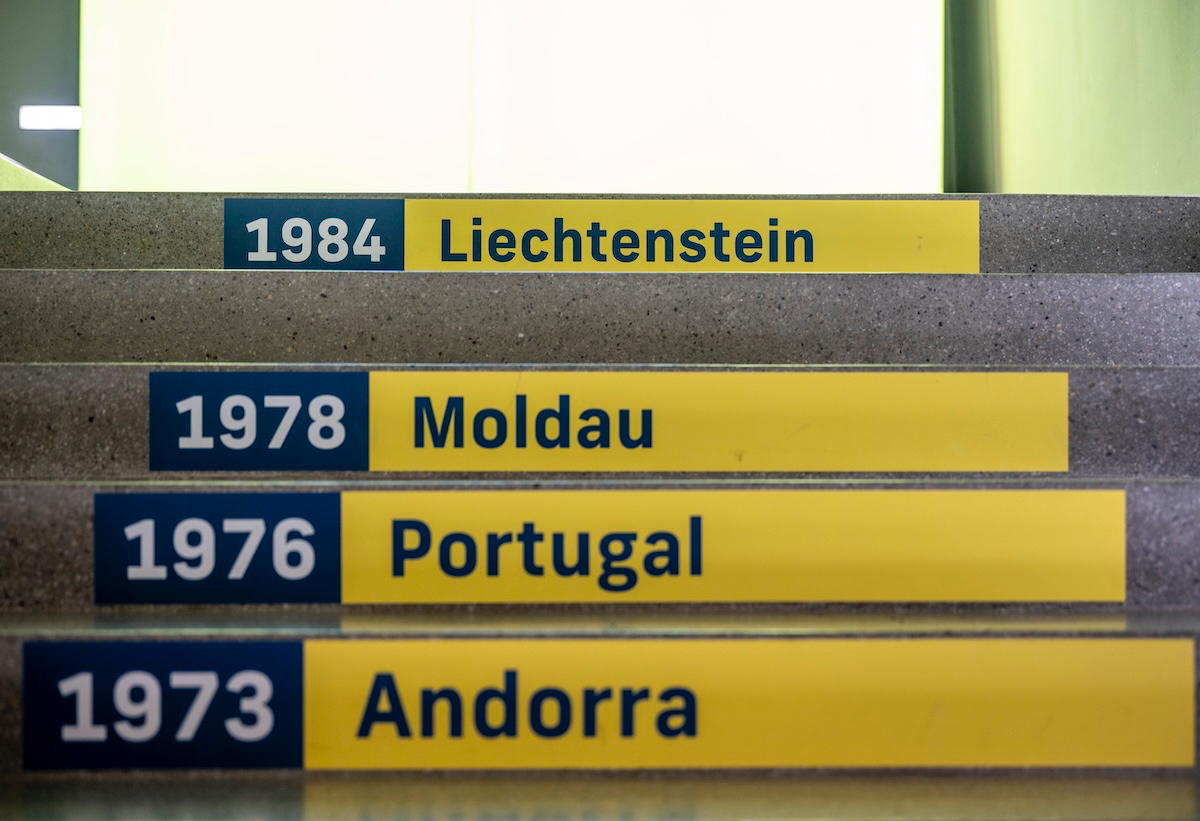 1984 Liechtenstein
1978 Moldau
1976 Portugal
1973 Andorra